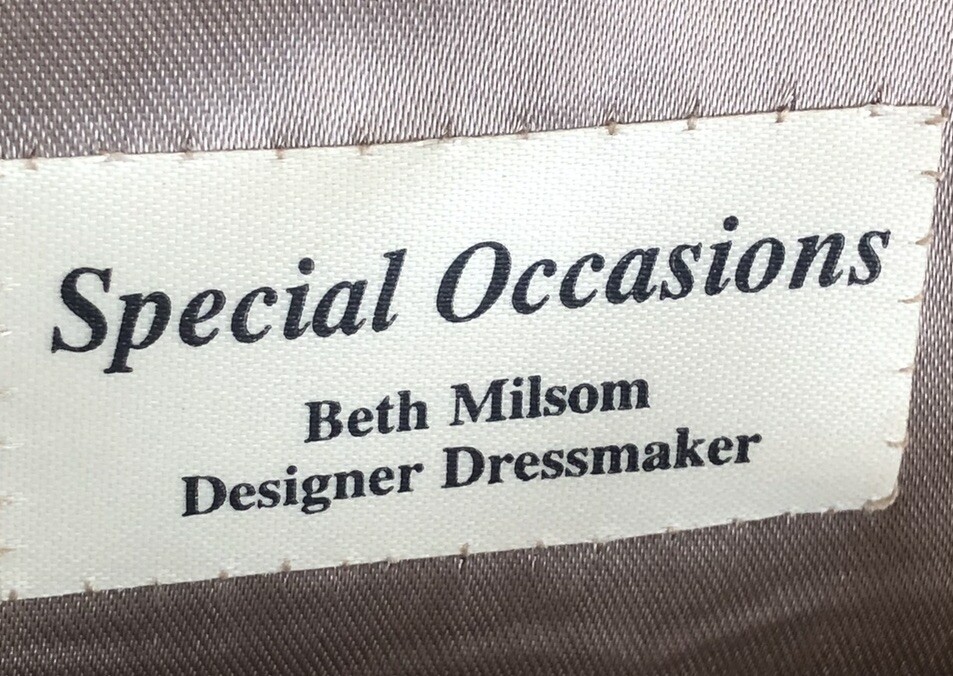 Special Occasions
Beth Milsom
Designer Dressmaker